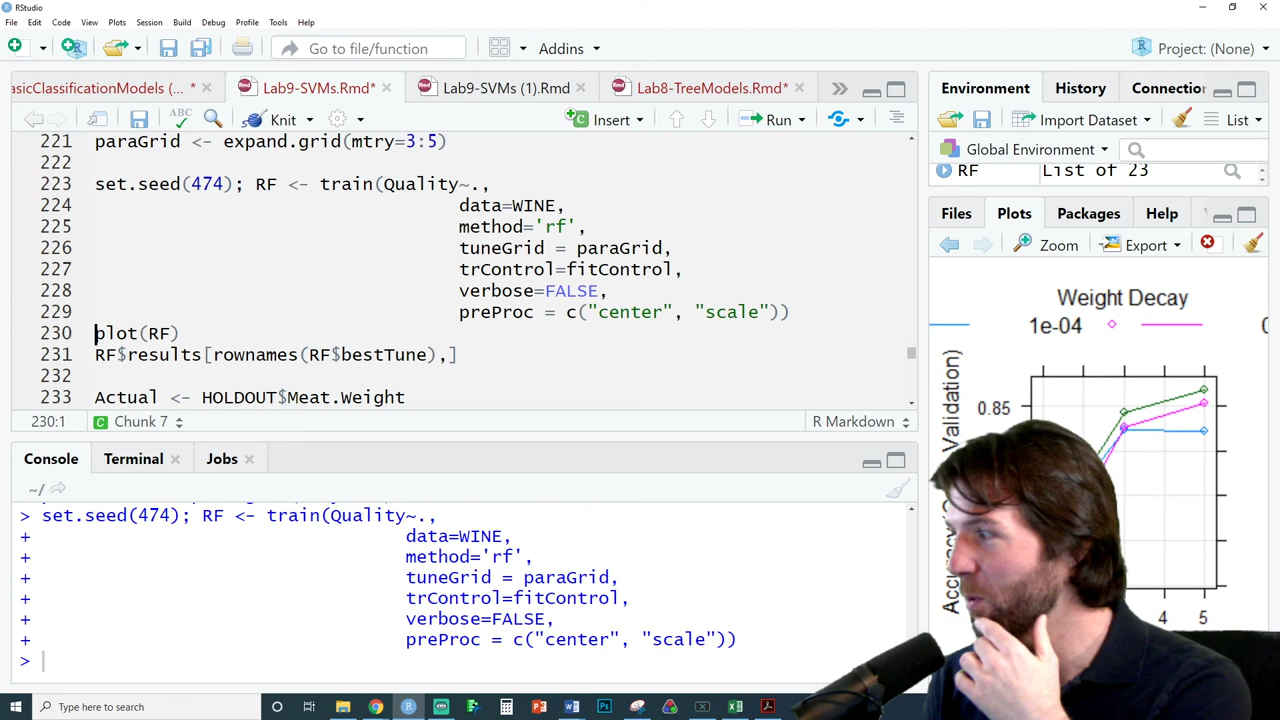 RStudio
File Edit Code View Plots Session Build Debug Profile Tools Help
Go to file/function Addins Project: (None)
asicClassificationModels (... * Lab9-SVMs.Rmd* Lab9-SVMs (1).Rmd Lab8-TreeModels.Rmd*
ABC Knit Insert Run
221 paraGrid <- expand.grid(mtry=3:5)
222
223 set.seed(474); RF <- train(Quality~.,
224 data=WINE,
225 method='rf',
226 tuneGrid = paraGrid,
227 trControl=fitControl,
228 verbose=FALSE,
229 preProc = c("center", "scale"))
230 plot(RF)
231 RF$results[rownames(RF$bestTune),]
232
233 Actual <- HOLDOUT$Meat.Weight
230:1 Chunk 7 R Markdown
Console Terminal Jobs
~/
> set.seed(474); RF <- train(Quality~.,
+ data=WINE,
+ method='rf',
+ tuneGrid = paraGrid,
+ trControl=fitControl,
+ verbose=FALSE,
+ preProc = c("center", "scale"))
>
Environment History Connectio
Import Dataset List
Global Environment
RF List of 23
Files Plots Packages Help
Zoom Export
Weight Decay
1e-04
0.85
Validation)
4 5
Type here to search